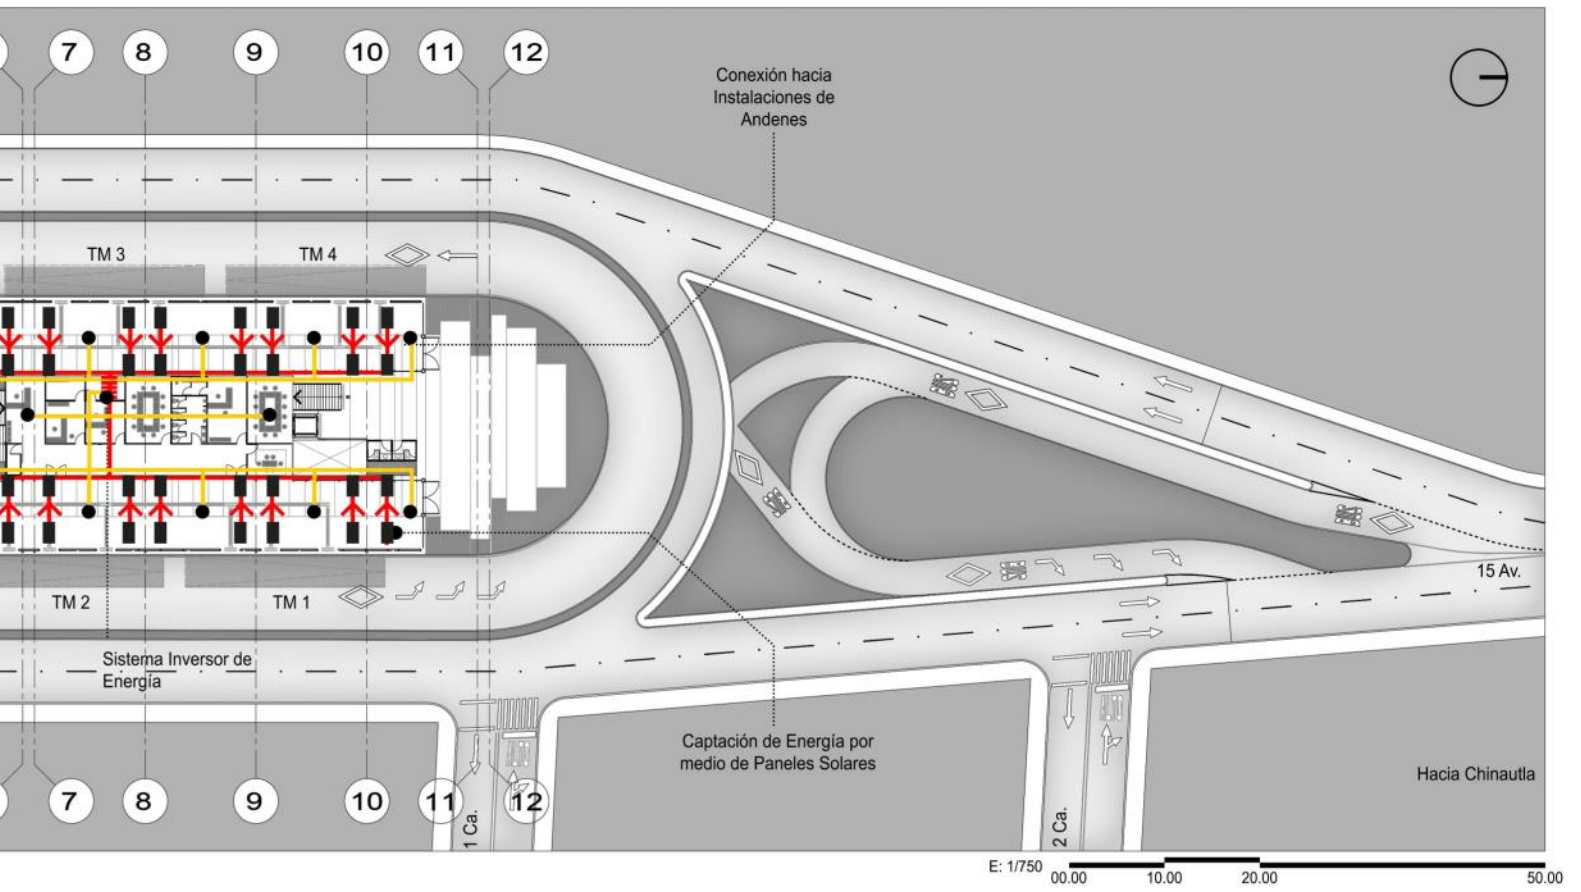 7
8
9
10
11
12
Conexión hacia
Instalaciones de
Andenes
TM 3
TM 4
TM 2
TM 1
15 Av.
Sistema Inversor de
Energía
Captación de Energía por
medio de Paneles Solares
Hacia Chinautla
7
8
9
10
11
12
1 Ca.
2 Ca.
E: 1/750
00.00
10.00
20.00
50.00